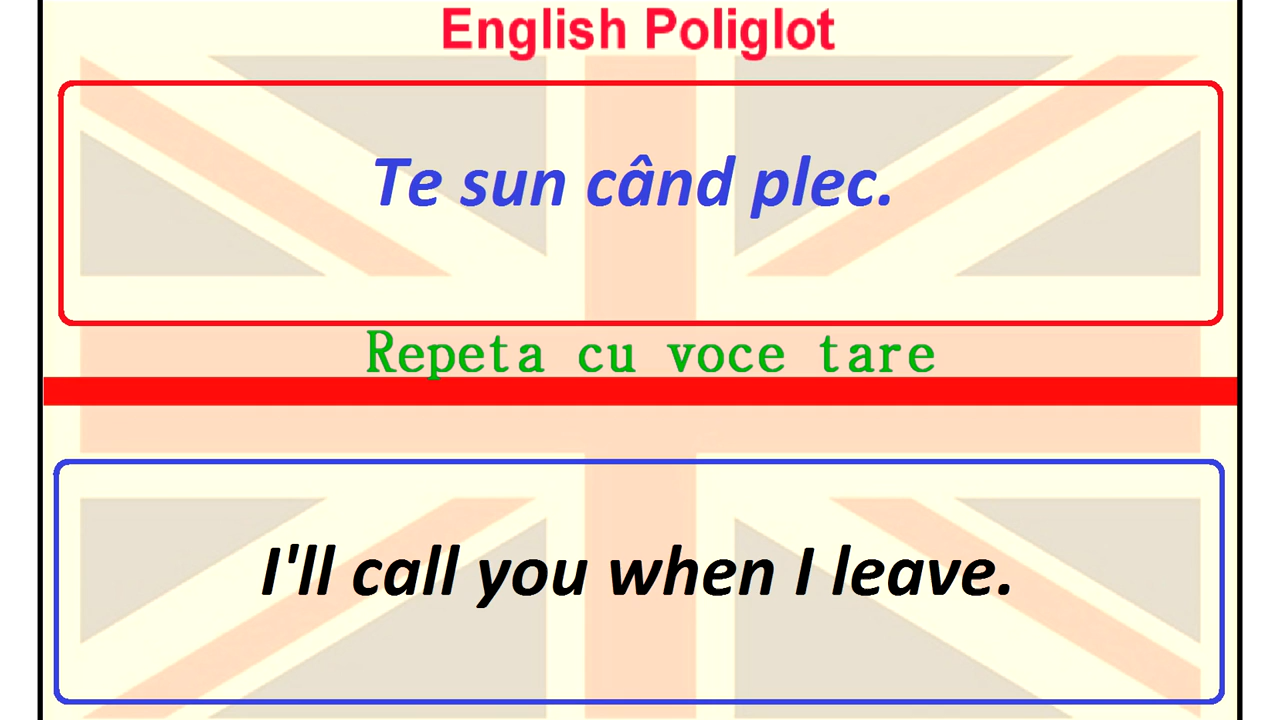 English Poliglot
Te sun când plec.
Repeta cu voce tare
I'll call you when I leave.